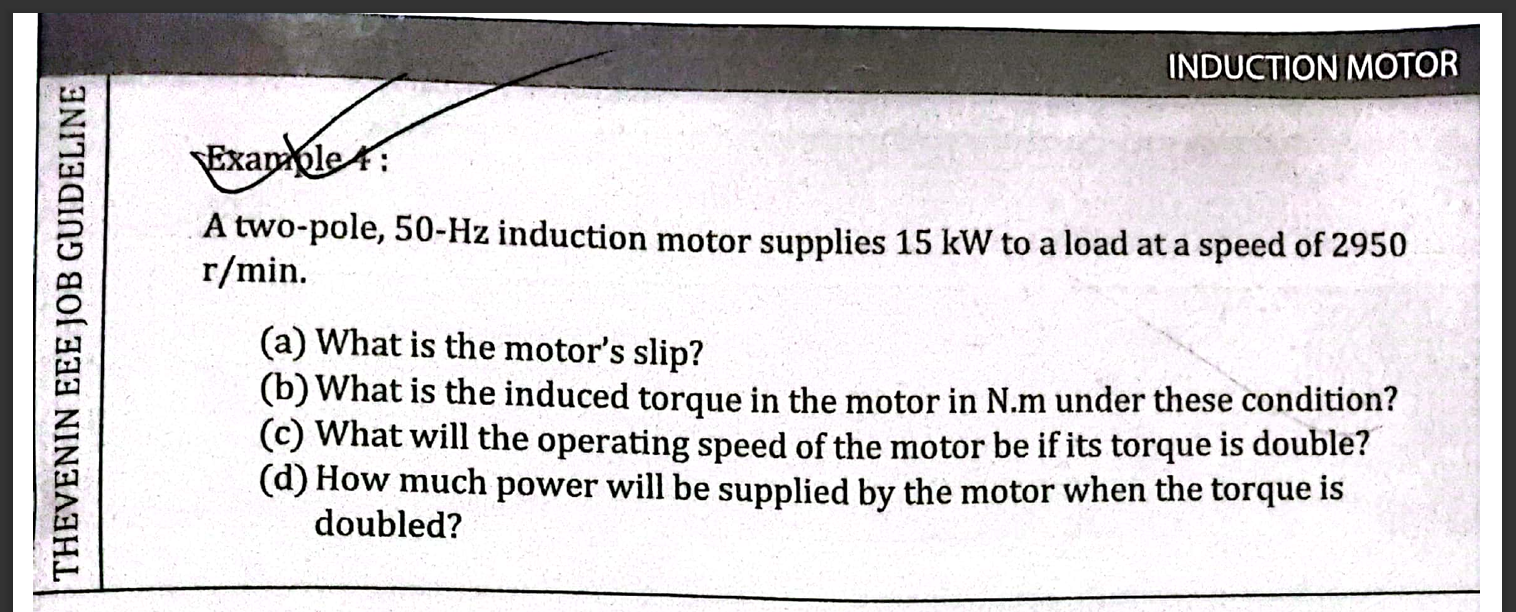 INDUCTION MOTOR
THEVENIN EEE JOB GUIDELINE
Example 4 :
A two-pole, 50-Hz induction motor supplies 15 kW to a load at a speed of 2950
r/min.
(a) What is the motor's slip?
(b) What is the induced torque in the motor in N.m under these condition?
(c) What will the operating speed of the motor be if its torque is double?
(d) How much power will be supplied by the motor when the torque is
doubled?